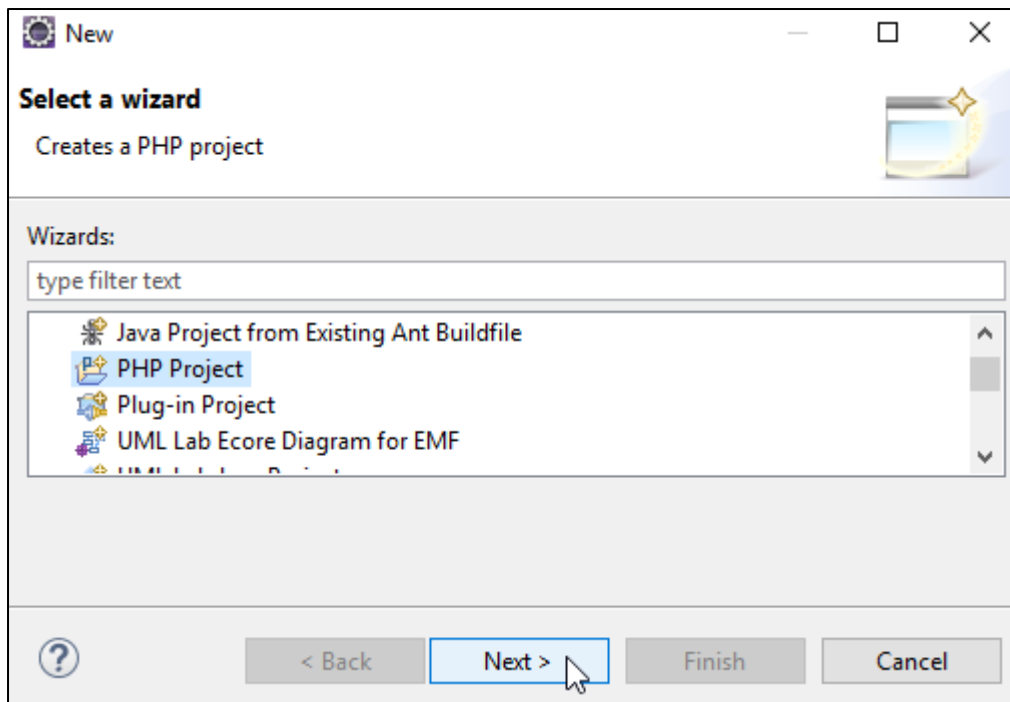 New
Select a wizard
Creates a PHP project
Wizards:
type filter text
Java Project from Existing Ant Buildfile
PHP Project
Plug-in Project
UML Lab Ecore Diagram for EMF
< Back Next > Finish Cancel